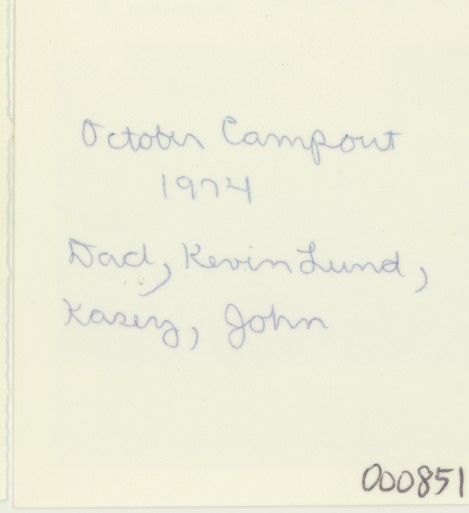 October Campout
1974
Dad, Kevin Lund,
Kasey, John
000851